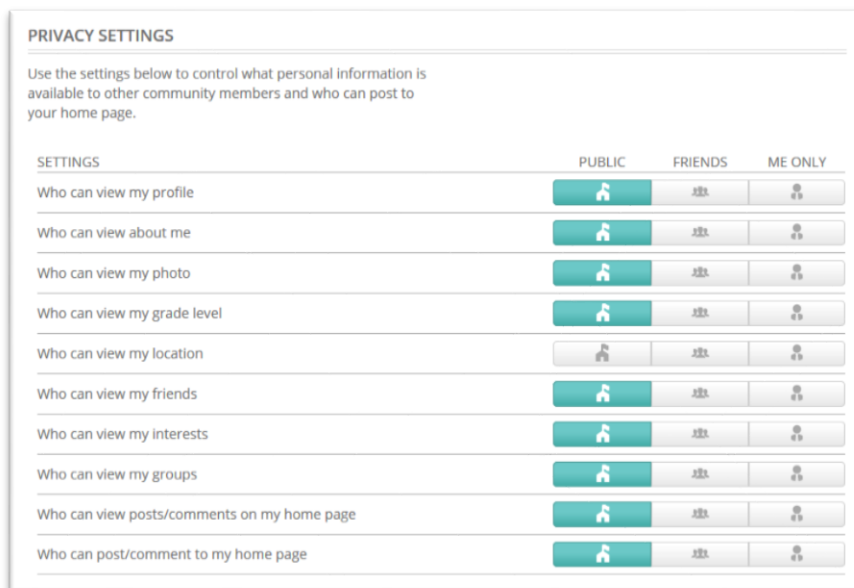 PRIVACY SETTINGS
Use the settings below to control what personal information is
available to other community members and who can post to
your home page.
SETTINGS PUBLIC FRIENDS ME ONLY
Who can view my profile
Who can view about me
Who can view my photo
Who can view my grade level
Who can view my location
Who can view my friends
Who can view my interests
Who can view my groups
Who can view posts/comments on my home page
Who can post/comment to my home page